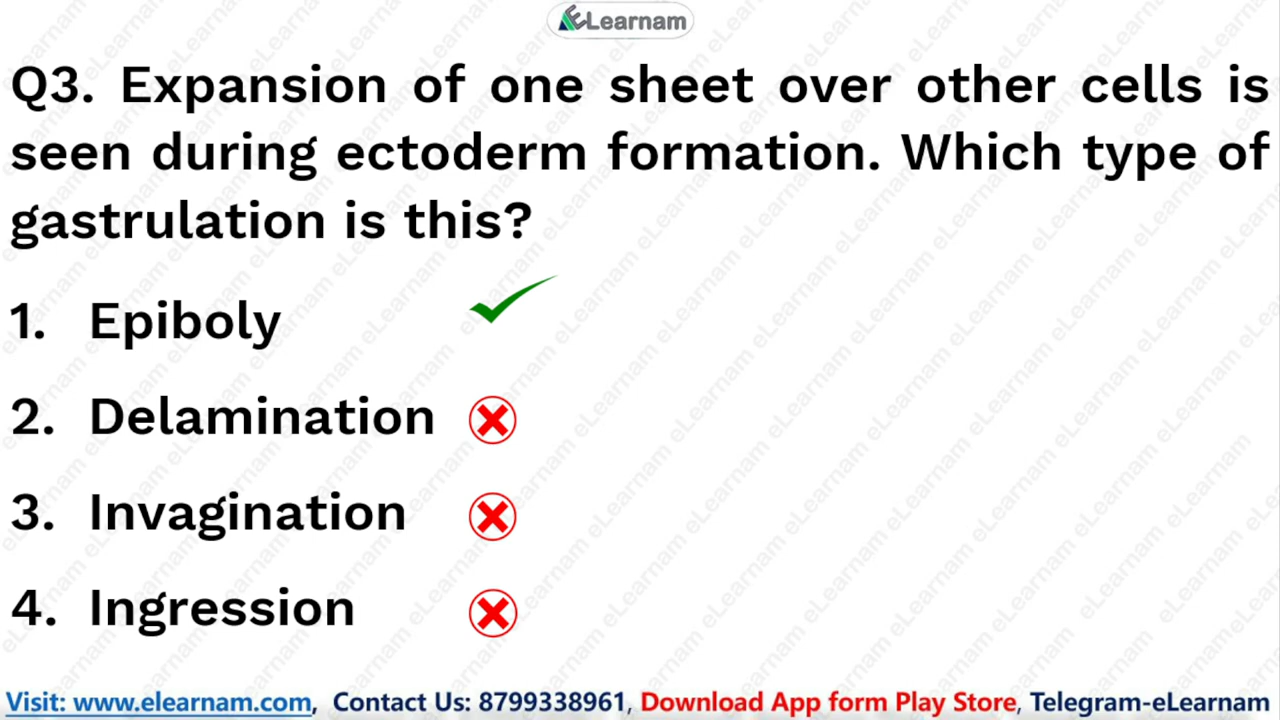 ELearnam
Q3. Expansion of one sheet over other cells is
seen during ectoderm formation. Which type of
gastrulation is this?
1. Epiboly
2. Delamination
3. Invagination
4. Ingression
Visit: www.elearnam.com, Contact Us: 8799338961, Download App form Play Store, Telegram-eLearnam